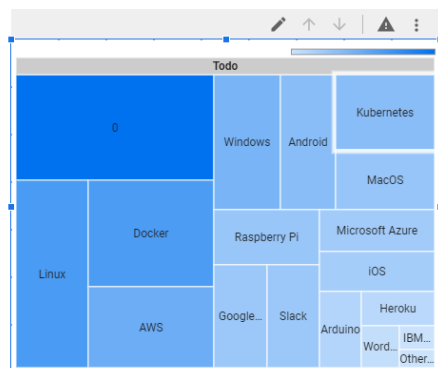 Todo
0
Windows
Android
Kubernetes
MacOS
Linux
Docker
AWS
Raspberry Pi
Microsoft Azure
iOS
Google...
Slack
Arduino
Heroku
Word...
IBM...
Other...